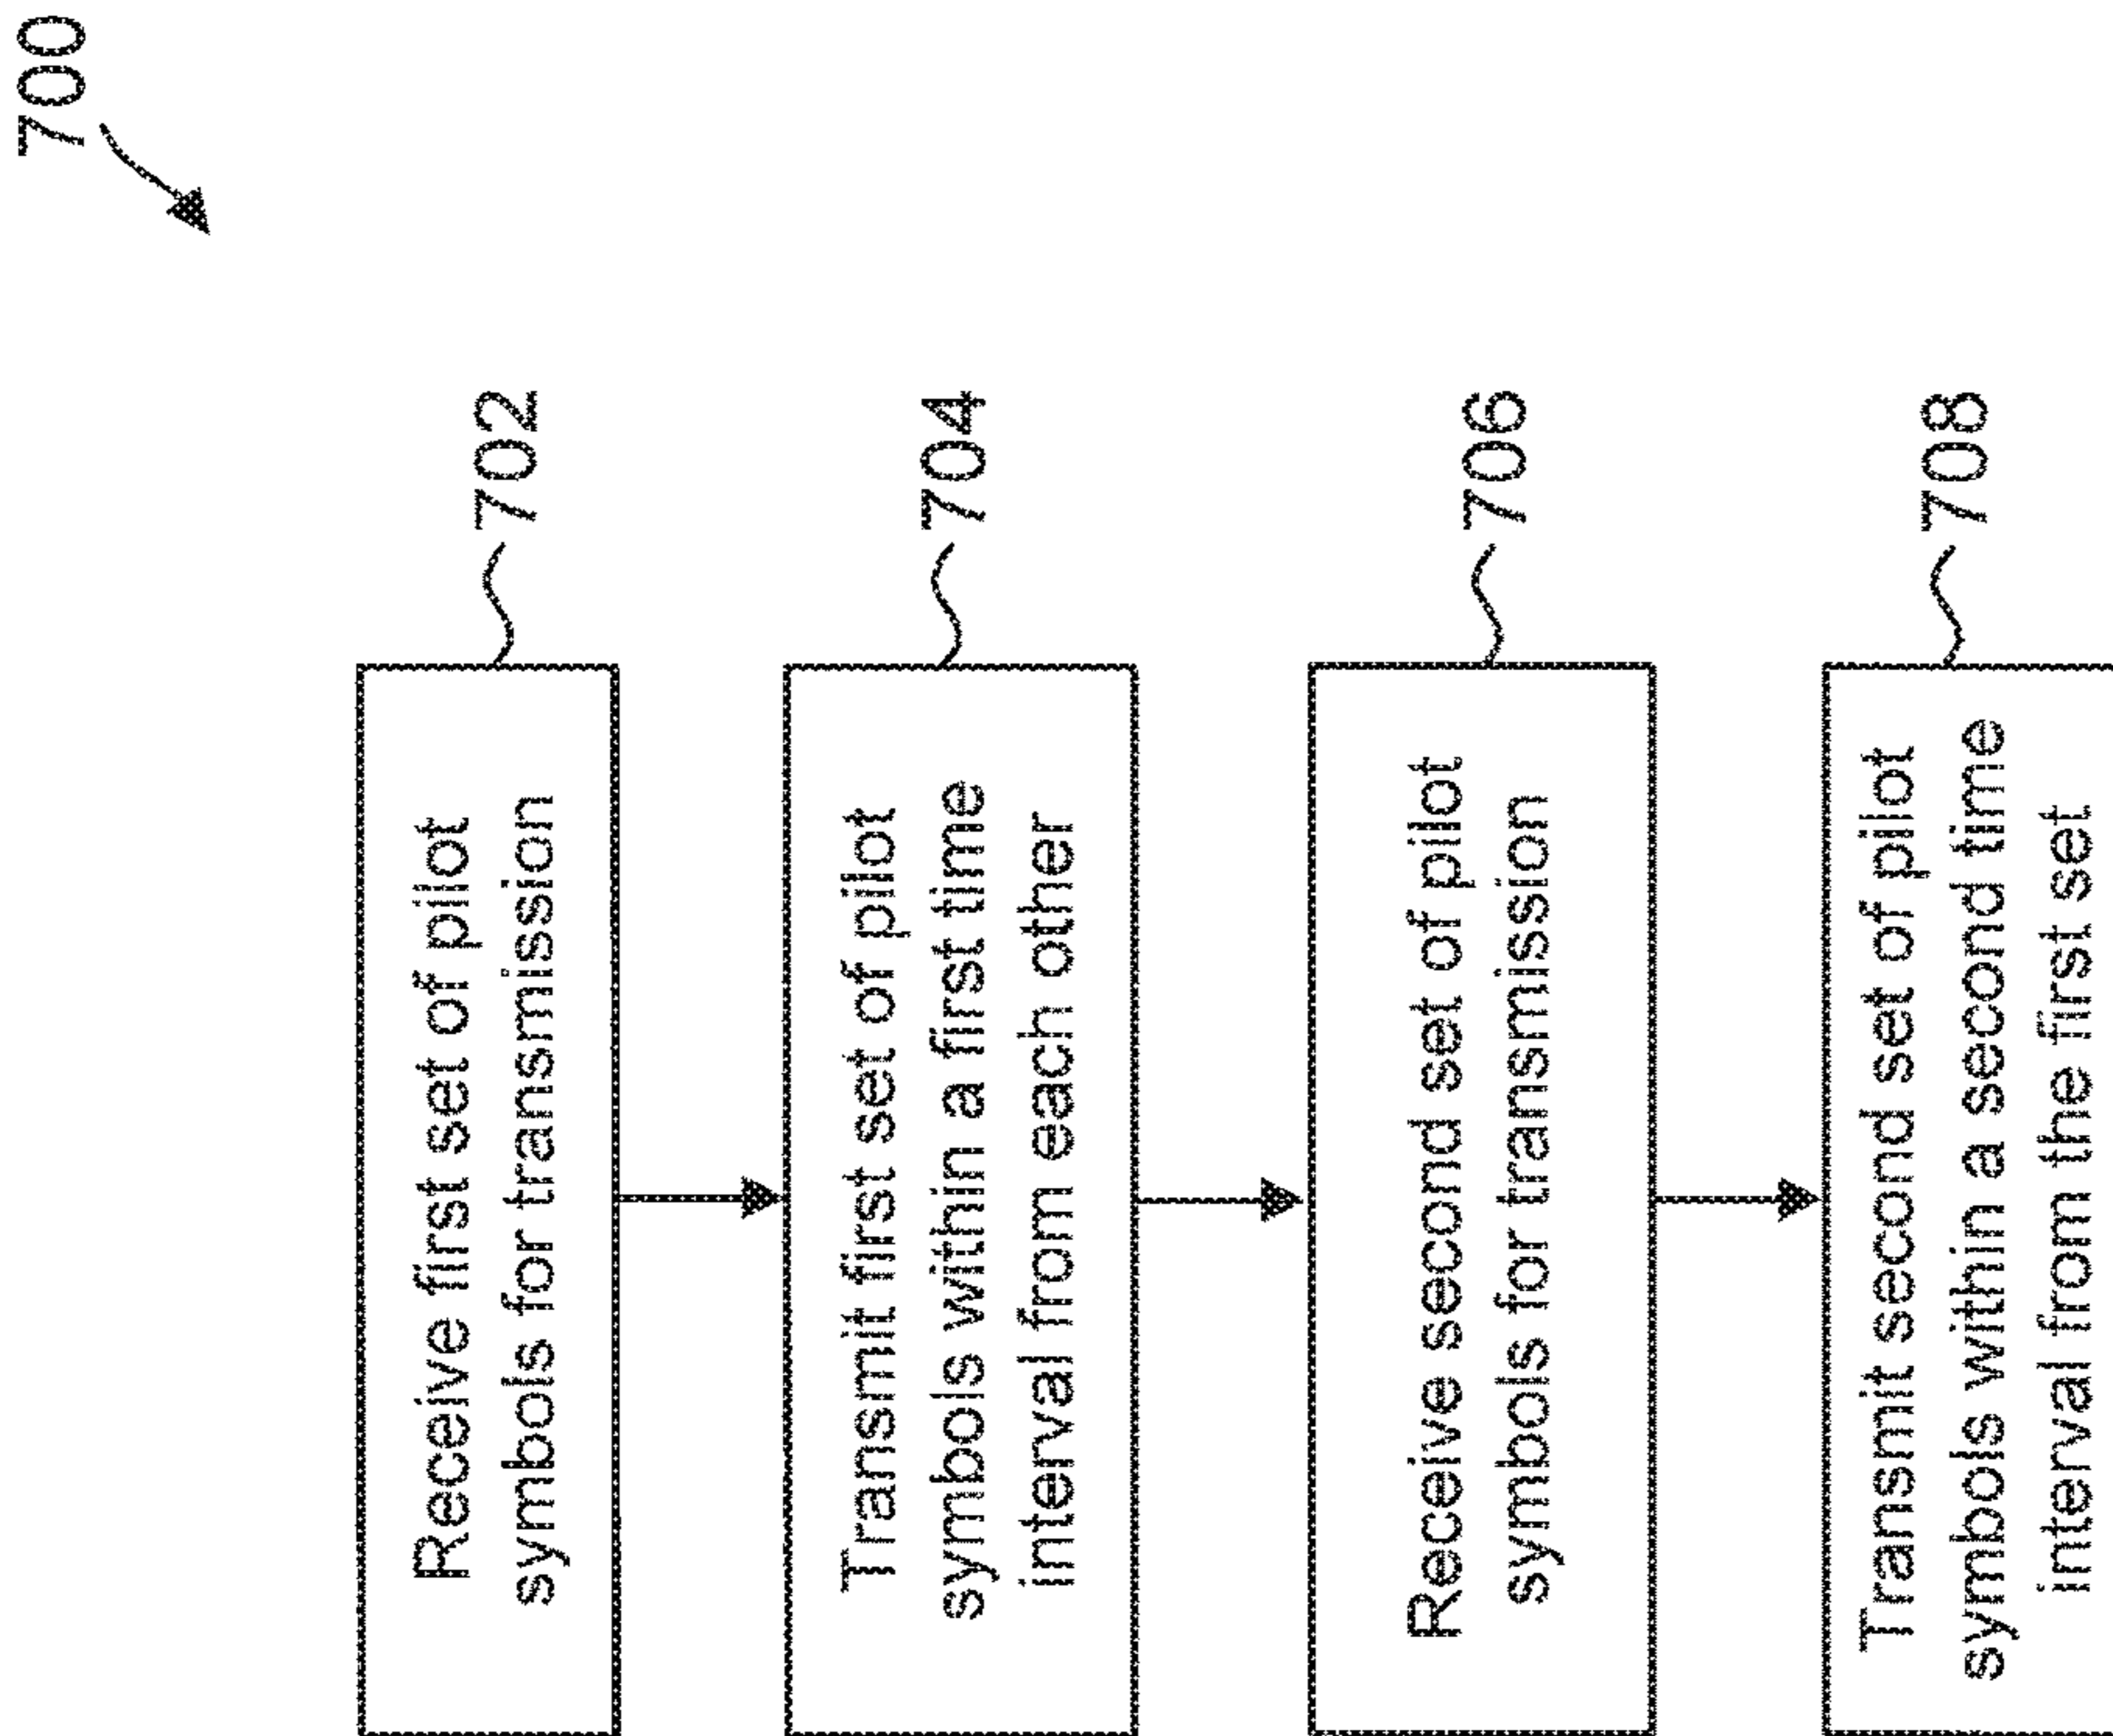 700
Receive first set of pilot
symbols for transmission
702
Transmit first set of pilot
symbols within a first time
interval from each other
704
Receive second set of pilot
symbols for transmission
706
Transmit second set of pilot
symbols within a second time
interval from the first set
708